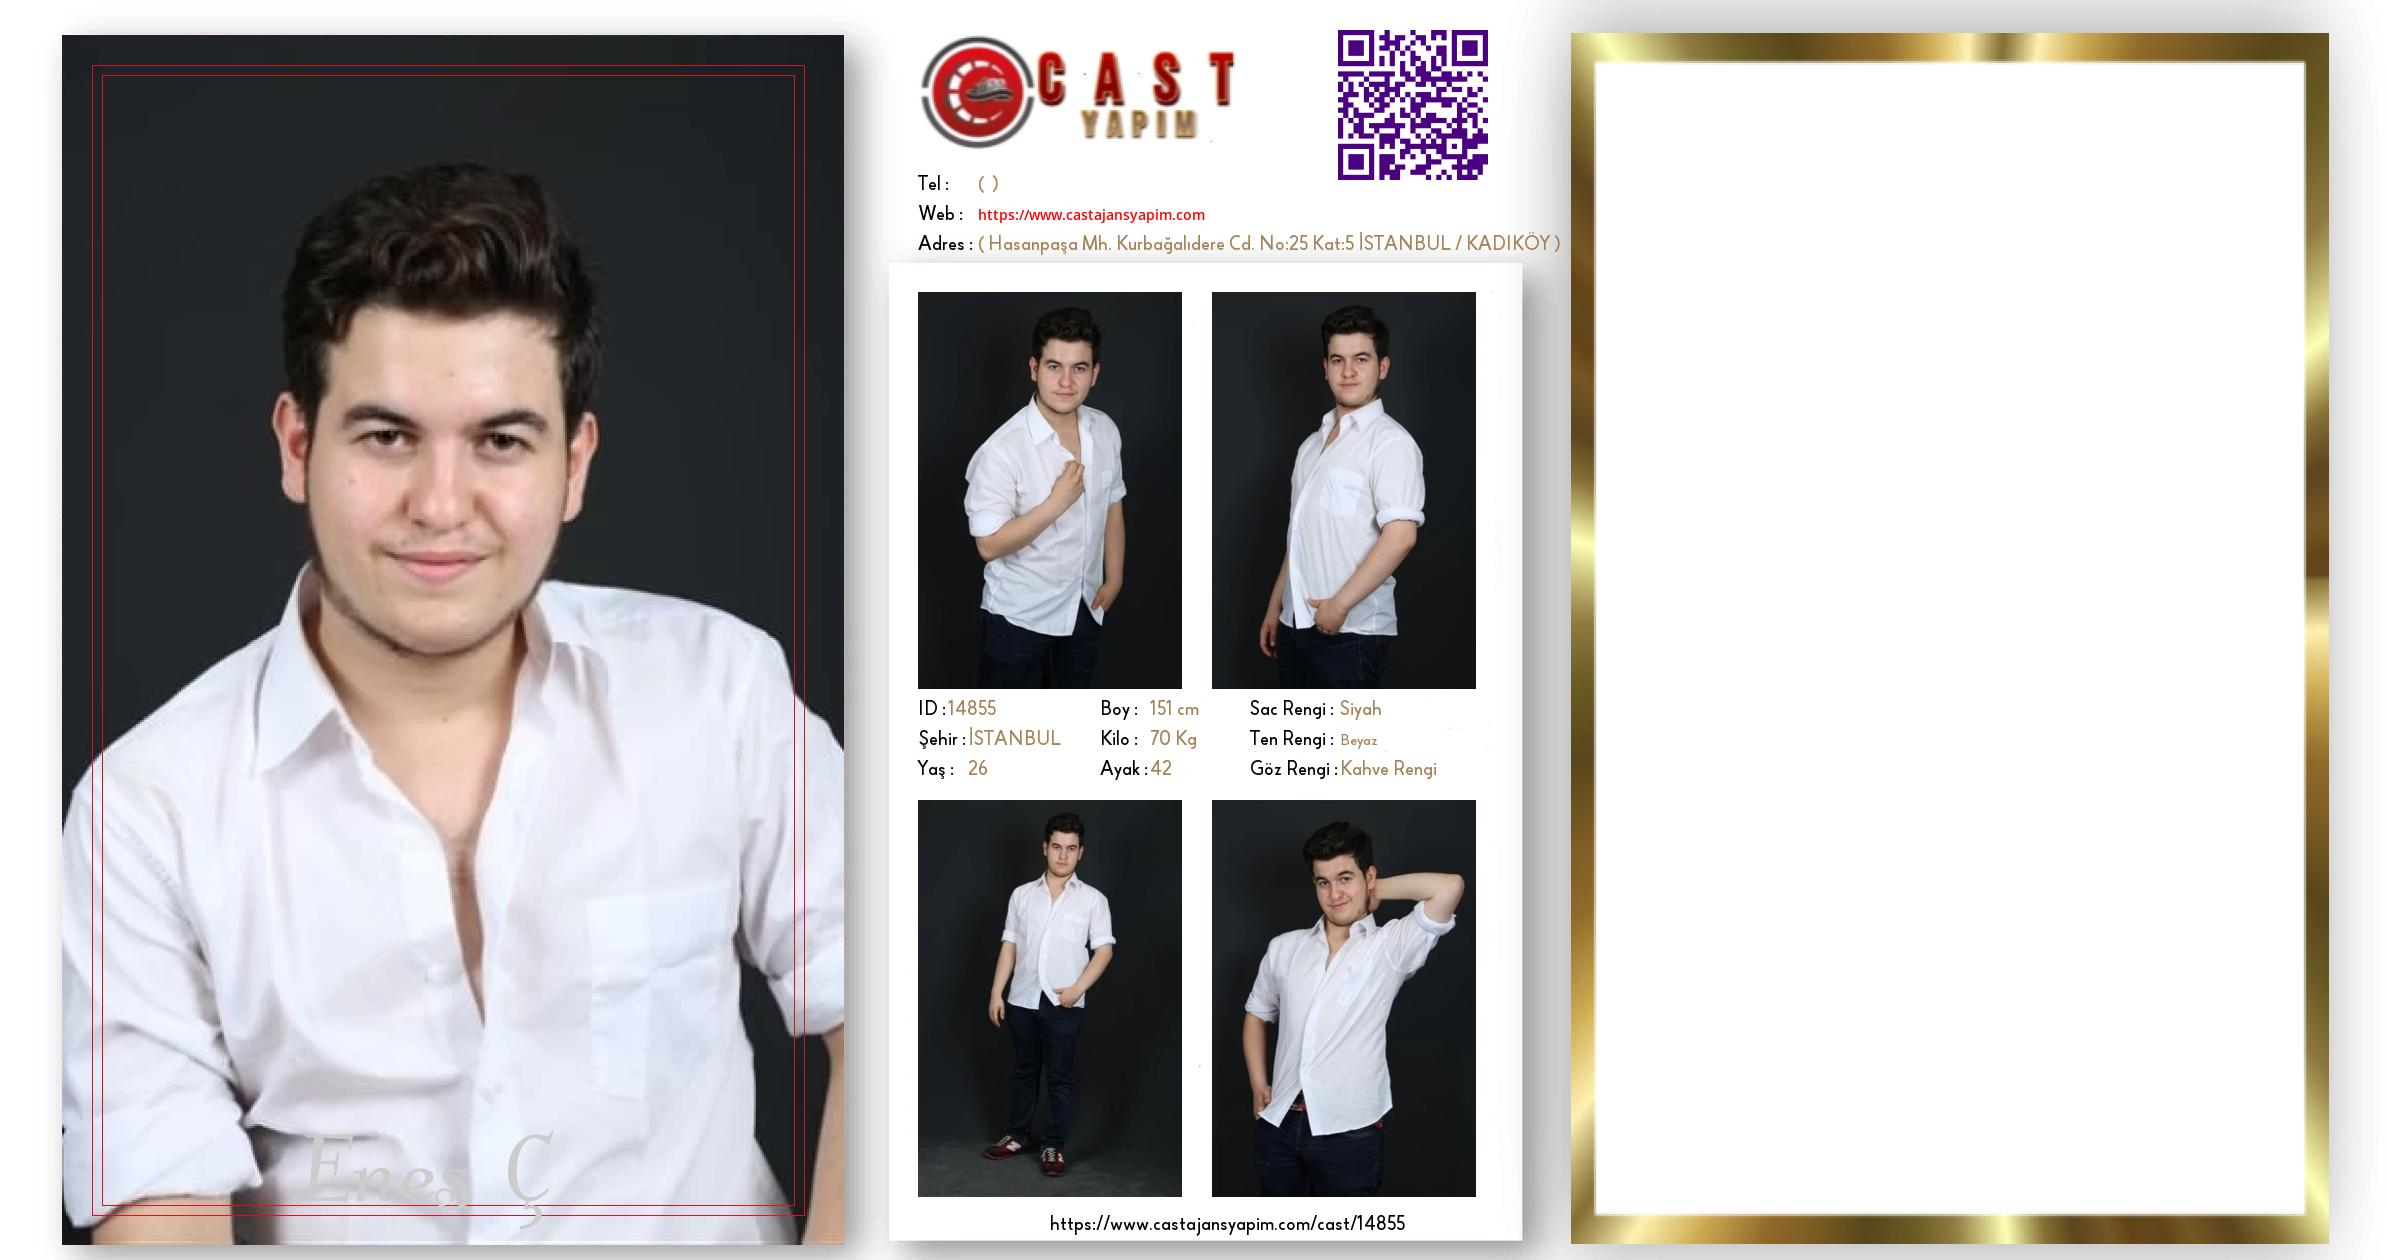 Enes Ç
CAST
YAPIM
Tel : ( )
Web : https://www.castajansyapim.com
Adres : ( Hasanpaşa Mh. Kurbağalıdere Cd. No:25 Kat:5 İSTANBUL / KADIKÖY )
ID : 14855 Boy : 151 cm Sac Rengi : Siyah
Şehir : İSTANBUL Kilo : 70 Kg Ten Rengi : Beyaz
Yaş : 26 Ayak : 42 Göz Rengi : Kahve Rengi
https://www.castajansyapim.com/cast/14855